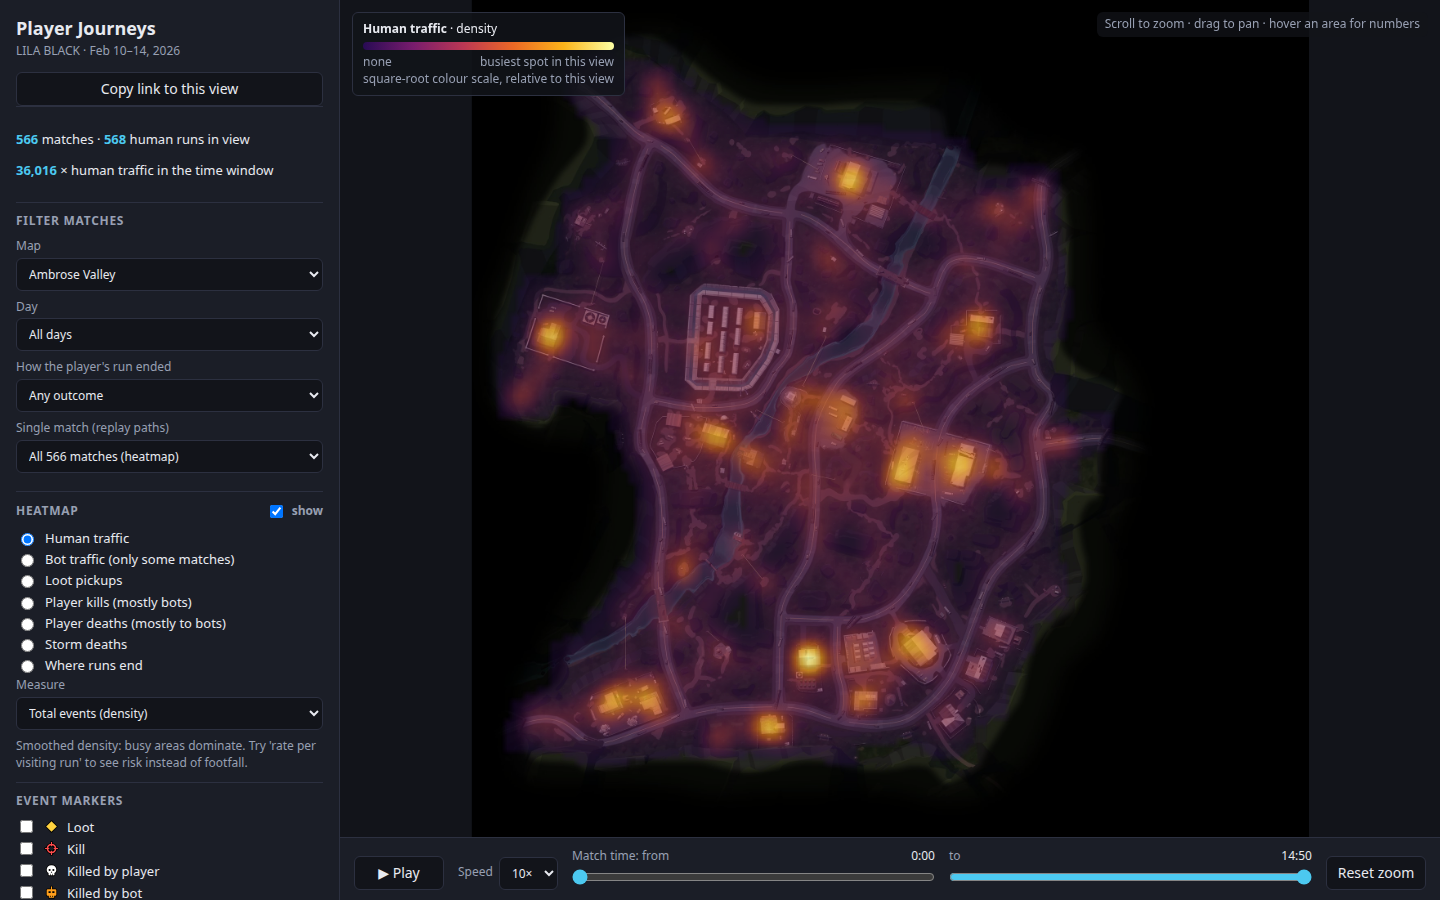 Player Journeys
LILA BLACK · Feb 10–14, 2026
Copy link to this view
566 matches · 568 human runs in view
36,016 × human traffic in the time window
FILTER MATCHES
Map
Ambrose Valley
Day
All days
How the player's run ended
Any outcome
Single match (replay paths)
All 566 matches (heatmap)
HEATMAP
show
Human traffic
Bot traffic (only some matches)
Loot pickups
Player kills (mostly bots)
Player deaths (mostly to bots)
Storm deaths
Where runs end
Measure
Total events (density)
Smoothed density: busy areas dominate. Try 'rate per
visiting run' to see risk instead of footfall.
EVENT MARKERS
Loot
Kill
Killed by player
Killed by bot
Human traffic · density
none busiest spot in this view
square-root colour scale, relative to this view
Scroll to zoom · drag to pan · hover an area for numbers
▶ Play
Speed
10×
Match time: from 0:00
to 14:50
Reset zoom